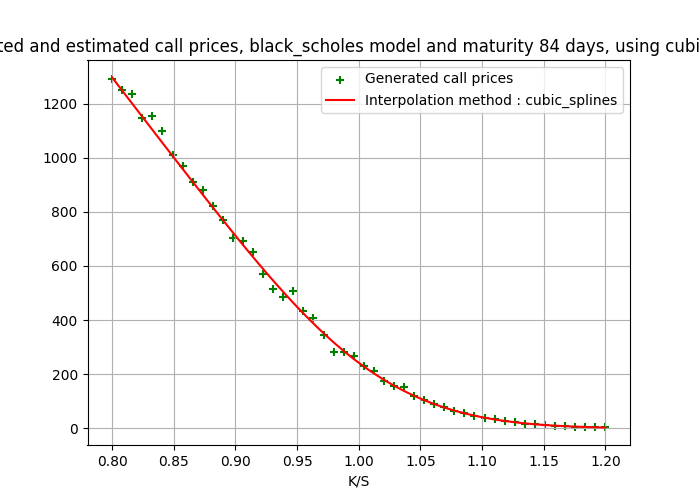 ted and estimated call prices, black_scholes model and maturity 84 days, using cubi
Generated call prices
Interpolation method : cubic_splines
1200
1000
800
600
400
200
0
0.80 0.85 0.90 0.95 1.00 1.05 1.10 1.15 1.20
K/S